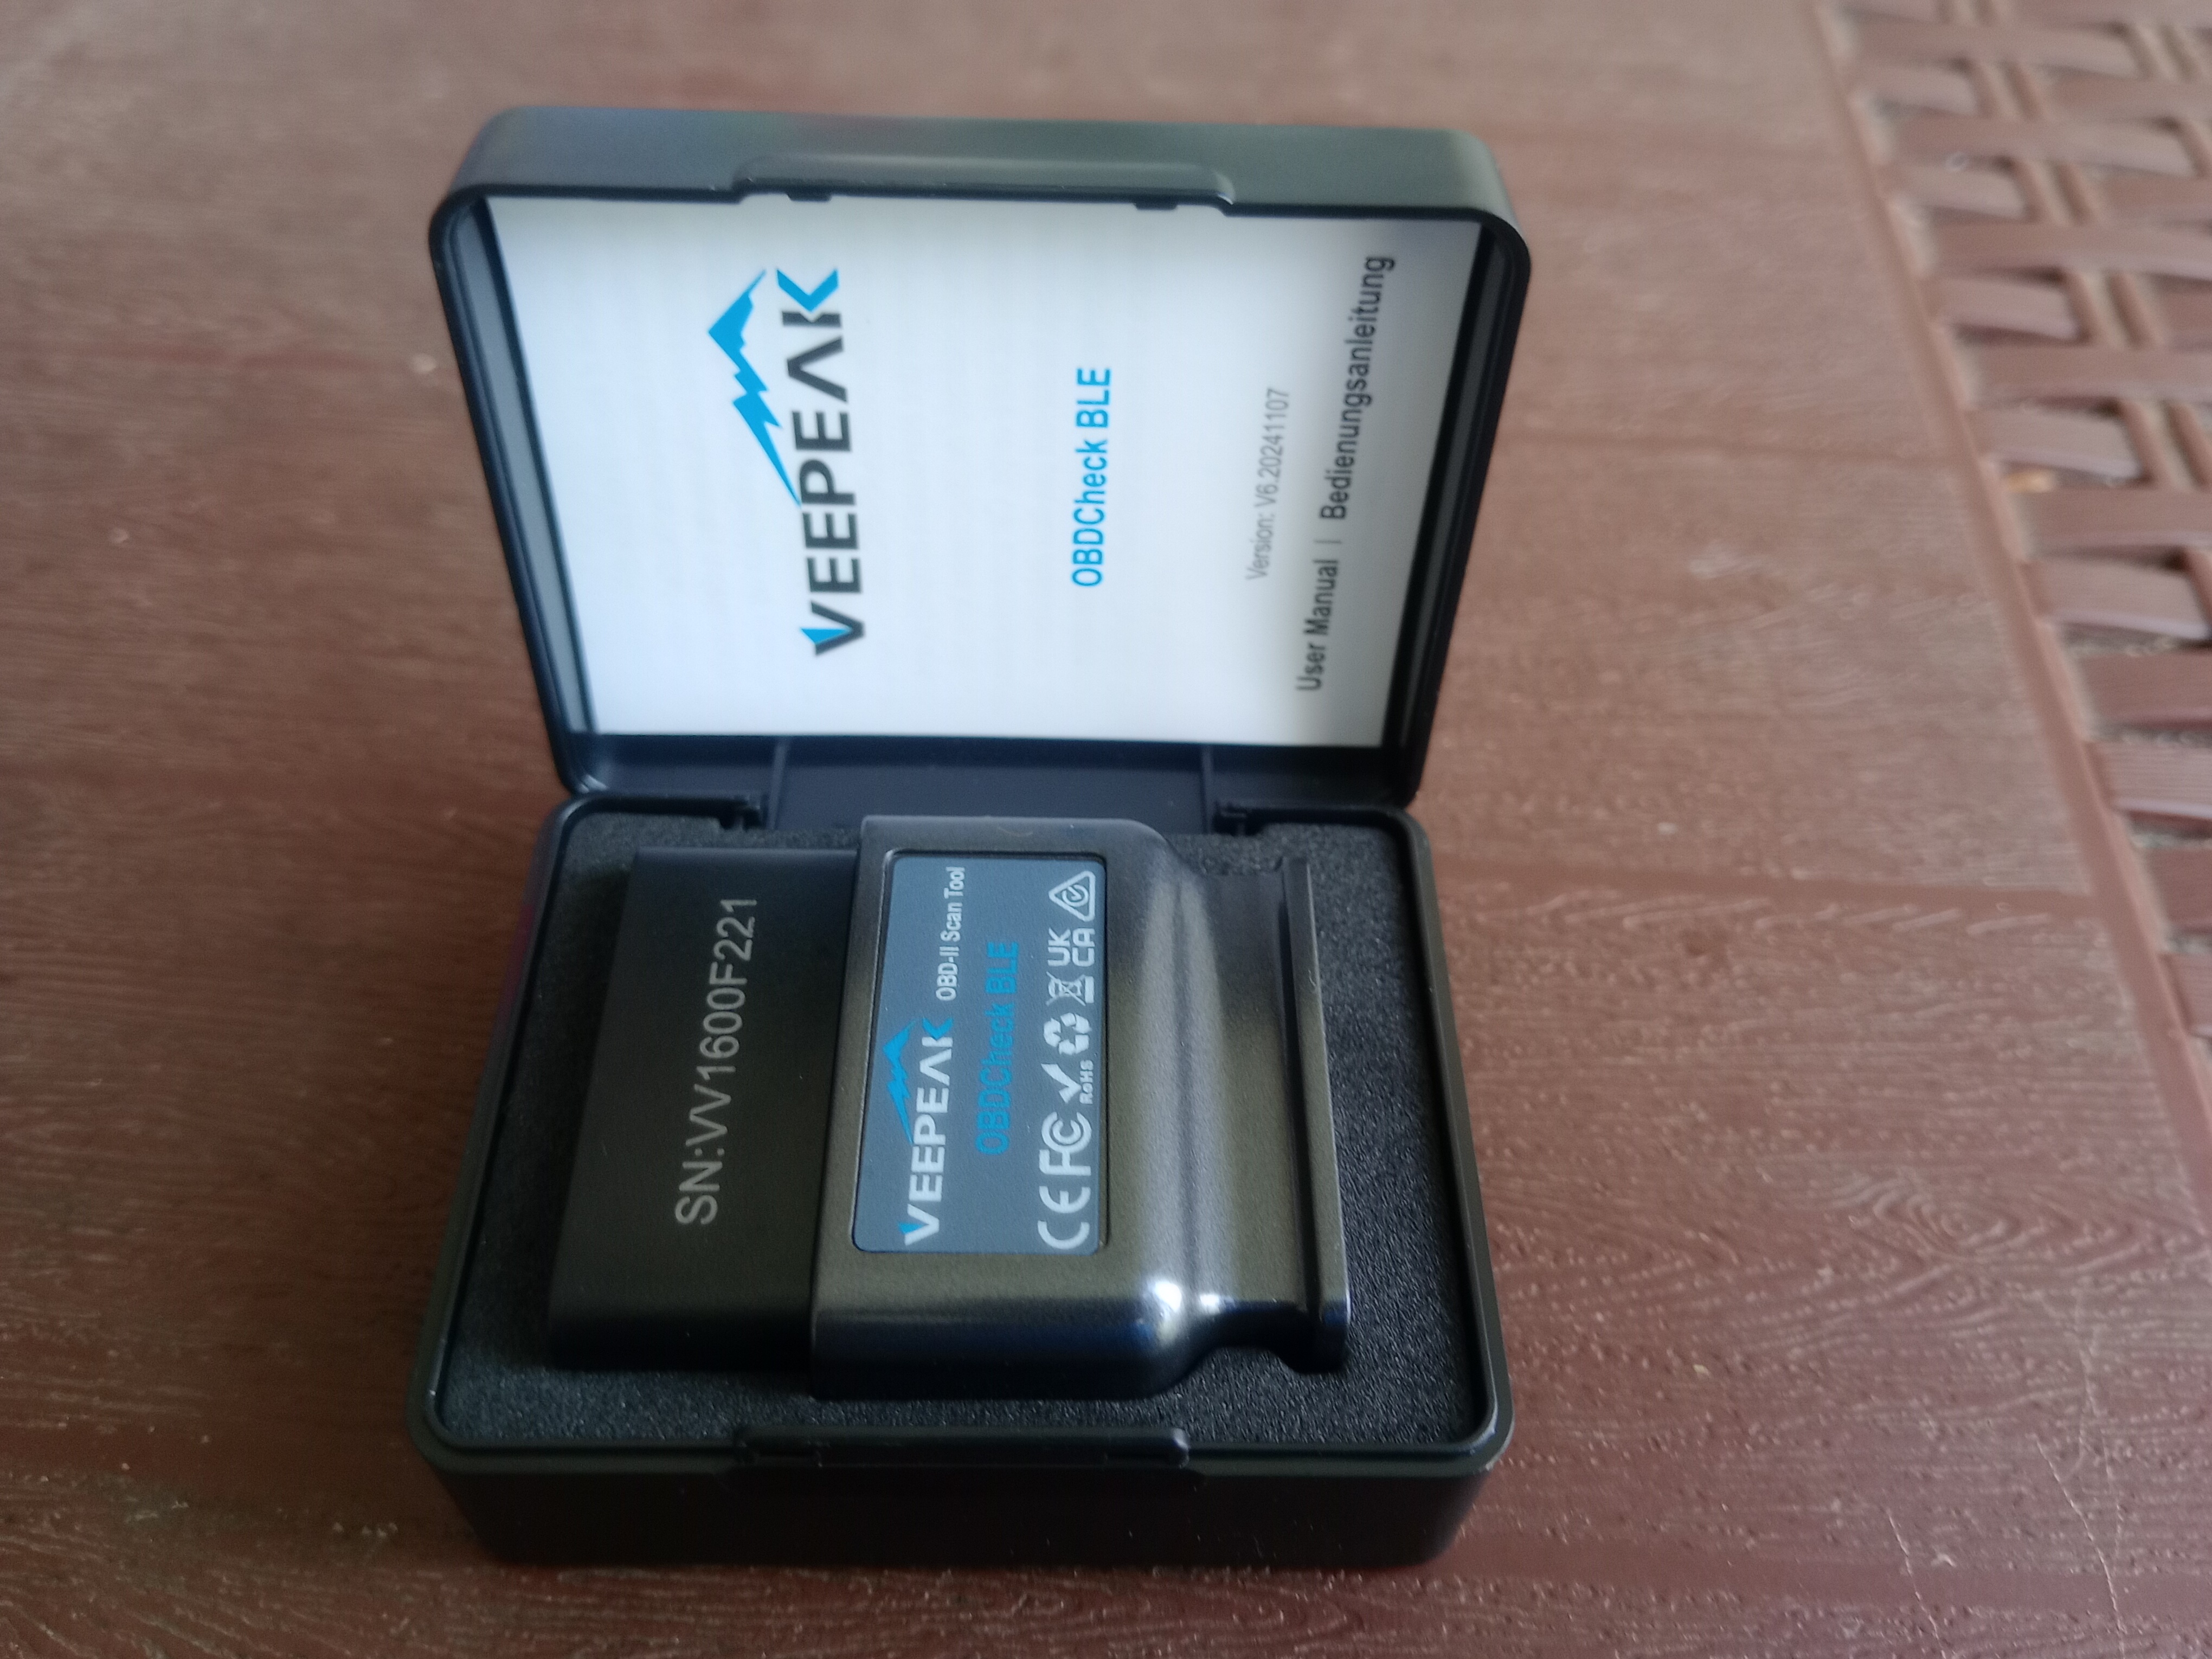 VEEPEAK
OBDCheck BLE
Version: V6.20241107
User Manual | Bedienungsanleitung
SN:VV1600F221
VEEPEAK OBD-II Scan Tool
OBDCheck BLE
CE FC RoHS UK CA